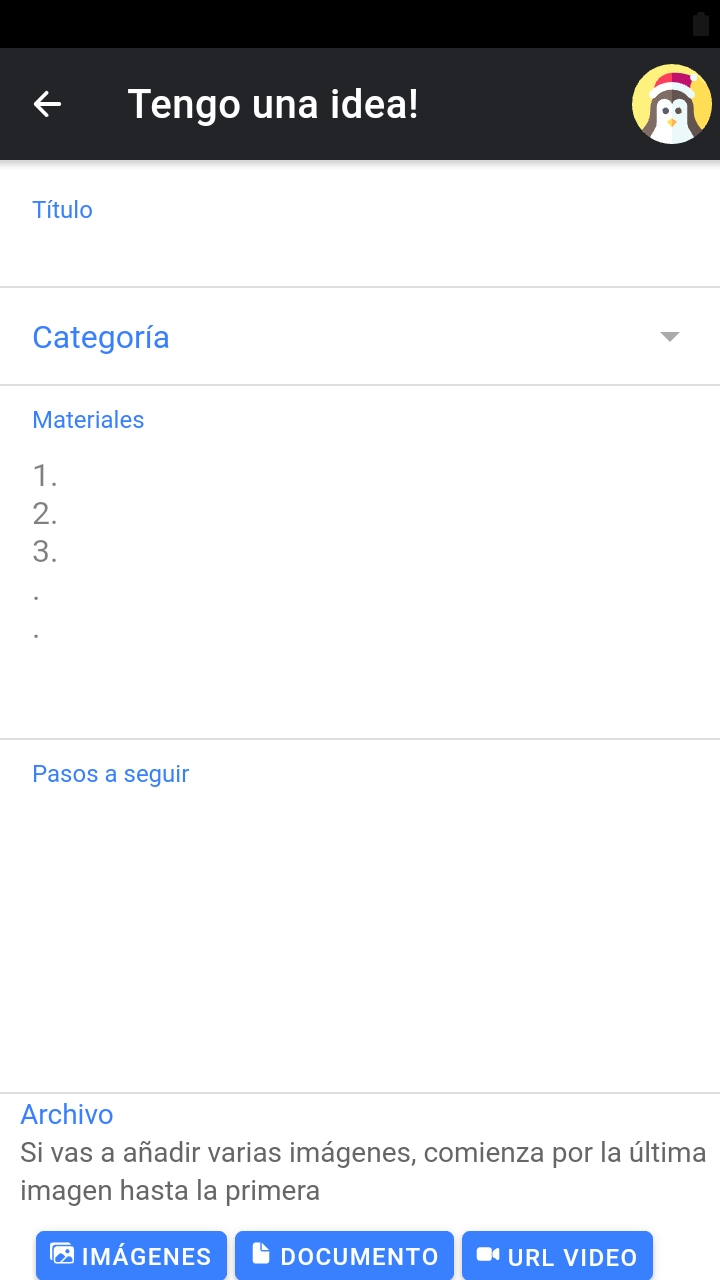 Tengo una idea!
Título
Categoría
Materiales
1.
2.
3.
.
.
Pasos a seguir
Archivo
Si vas a añadir varias imágenes, comienza por la última
imagen hasta la primera
IMÁGENES DOCUMENTO URL VIDEO